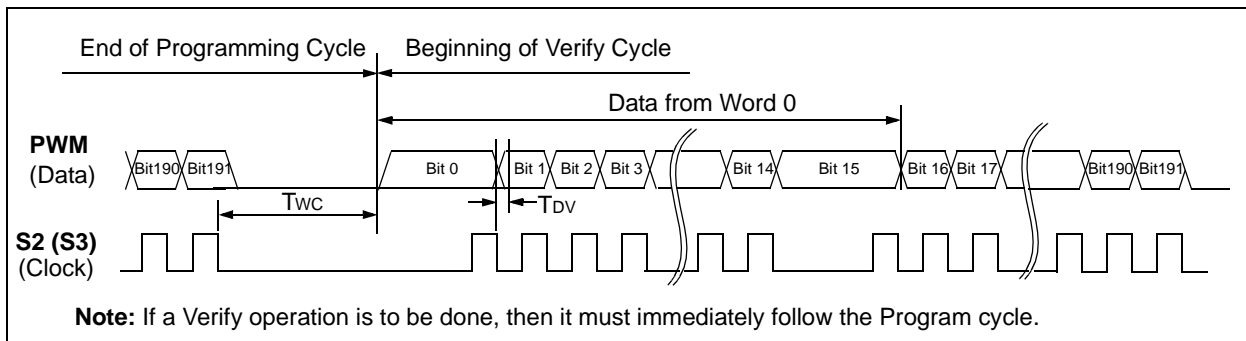 End of Programming Cycle Beginning of Verify Cycle
Data from Word 0
PWM
(Data)
Bit190 Bit191 Bit 0 Bit 1 Bit 2 Bit 3 Bit 14 Bit 15 Bit 16 Bit 17 Bit190 Bit191
TWC TDV
S2 (S3)
(Clock)
Note: If a Verify operation is to be done, then it must immediately follow the Program cycle.